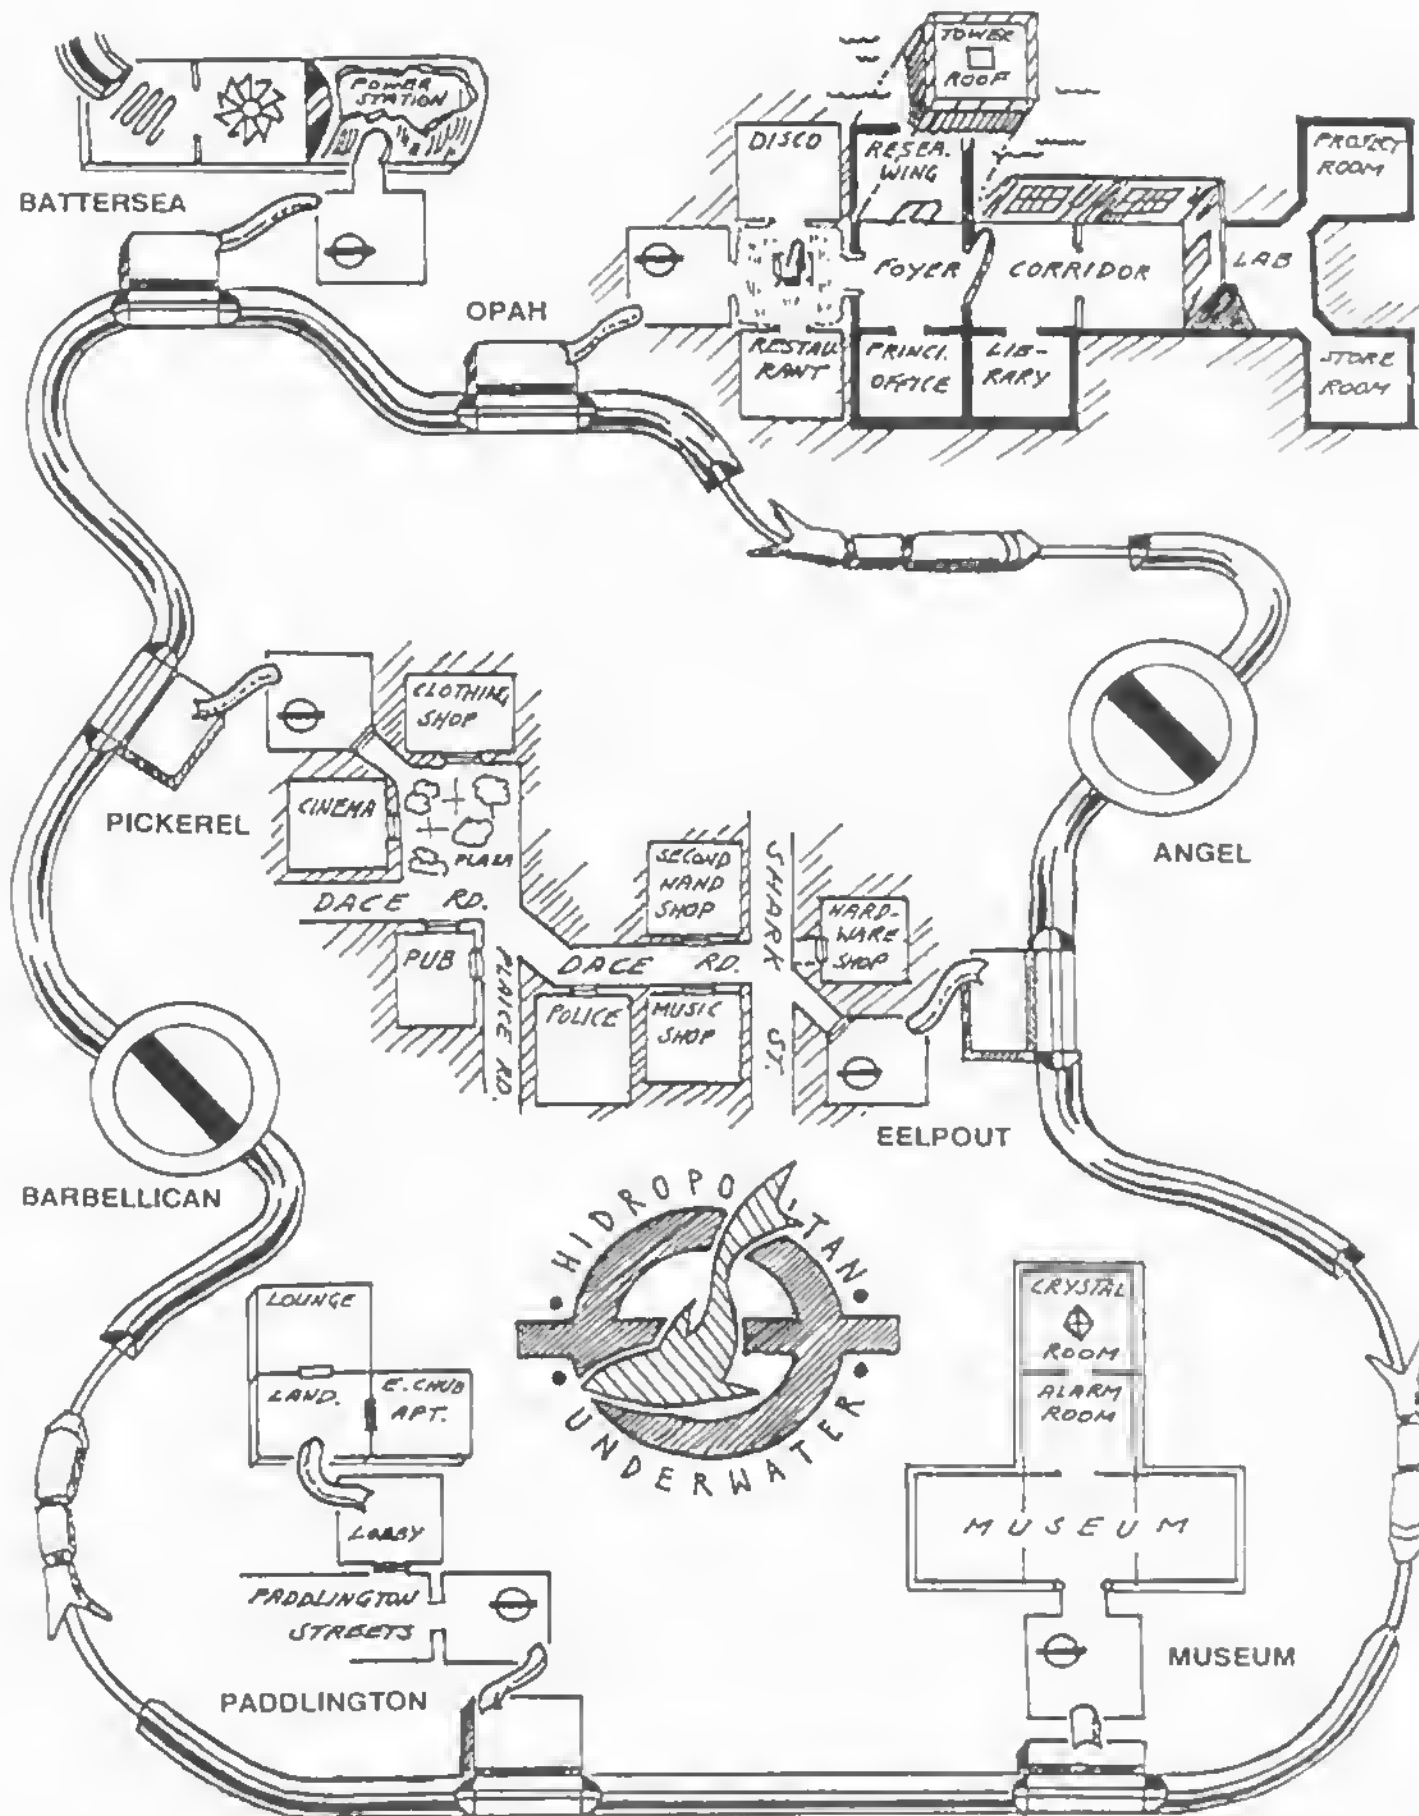 TOWER
ROOF
POWER
STATION
DISCO
RESEA.
WING
PROJECT
ROOM
BATTERSEA
FOYER
CORRIDOR
LAB
OPAH
RESTAU
RANT
PRINCI.
OFFICE
LIB-
RARY
STORE
ROOM
CLOTHING
SHOP
CINEMA
PICKEREL
PLAZA
ANGEL
SECOND
HAND
SHOP
SHARK
ST.
HARD-
WARE
SHOP
DACE RD.
PUB
PLAICE RD.
DACE RD.
POLICE
MUSIC
SHOP
EELPOUT
BARBELLICAN
HIDROPOLITAN
UNDERWATER
LOUNGE
LAND.
E. CHUB
APT.
CRYSTAL
ROOM
ALARM
ROOM
LOBBY
MUSEUM
PADDLINGTON
STREETS
MUSEUM
PADDLINGTON